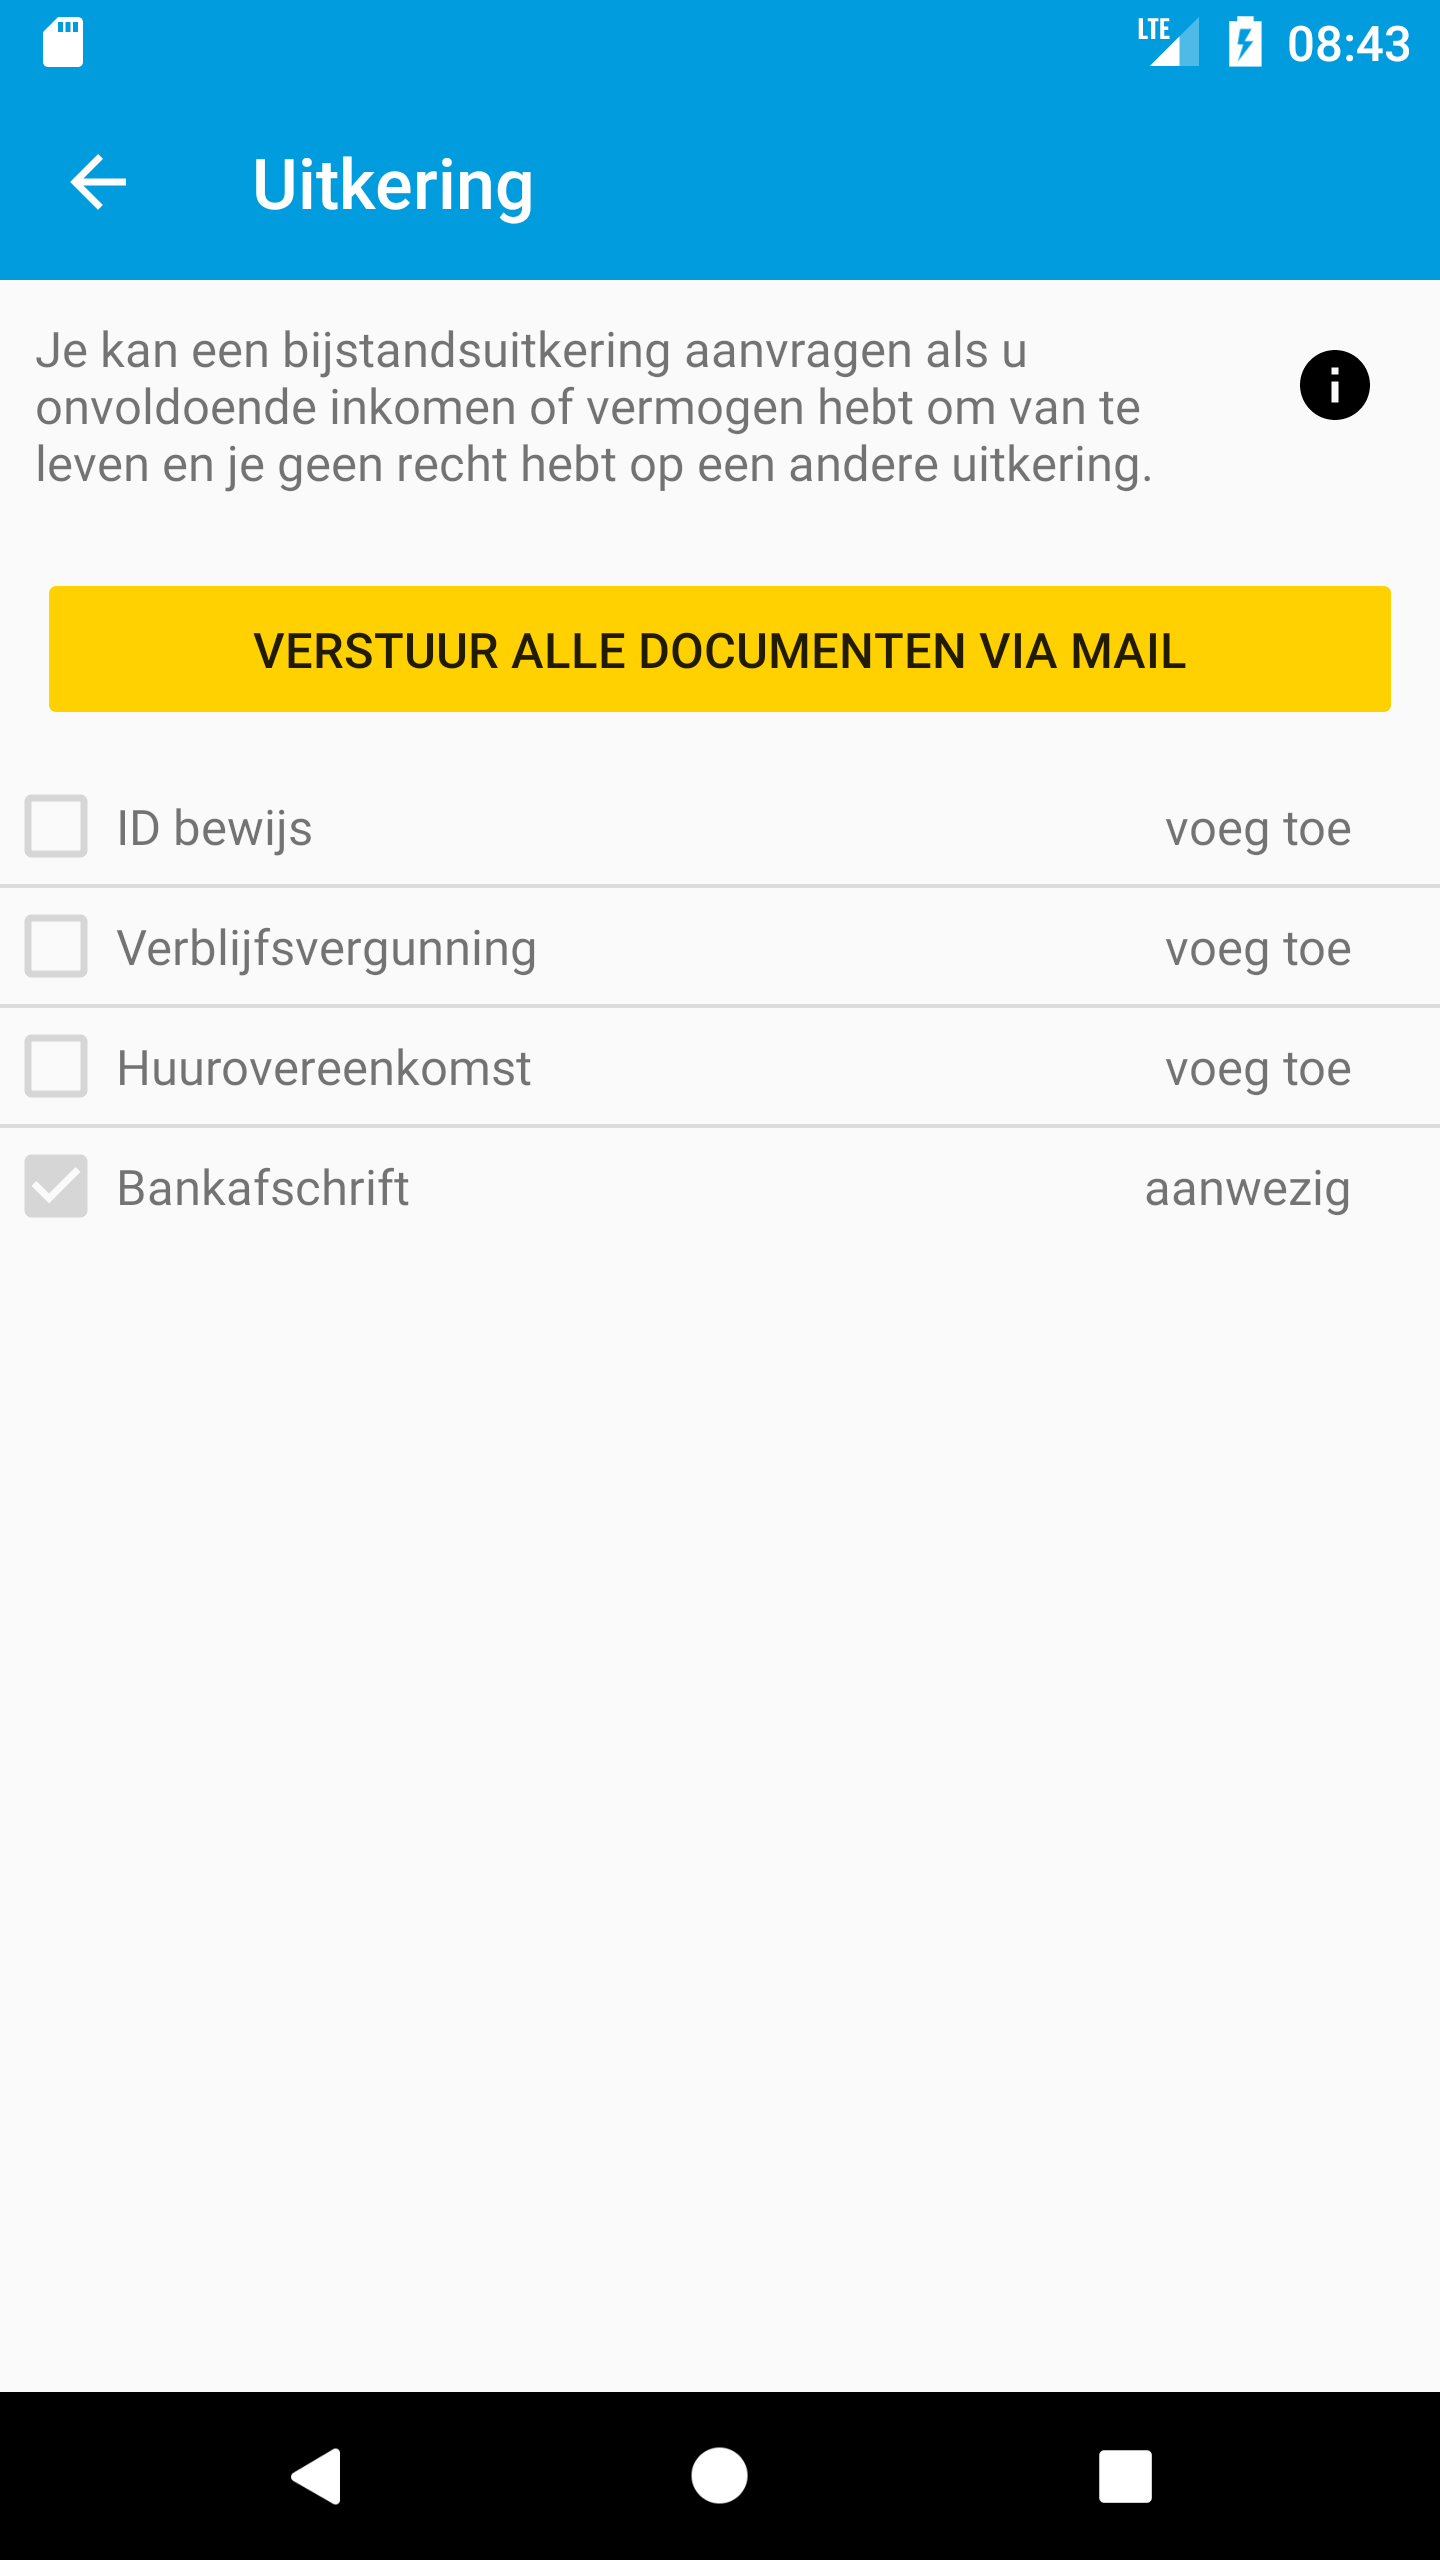 LTE 08:43
Uitkering
Je kan een bijstandsuitkering aanvragen als u
onvoldoende inkomen of vermogen hebt om van te
leven en je geen recht hebt op een andere uitkering.
VERSTUUR ALLE DOCUMENTEN VIA MAIL
ID bewijs voeg toe
Verblijfsvergunning voeg toe
Huurovereenkomst voeg toe
Bankafschrift aanwezig